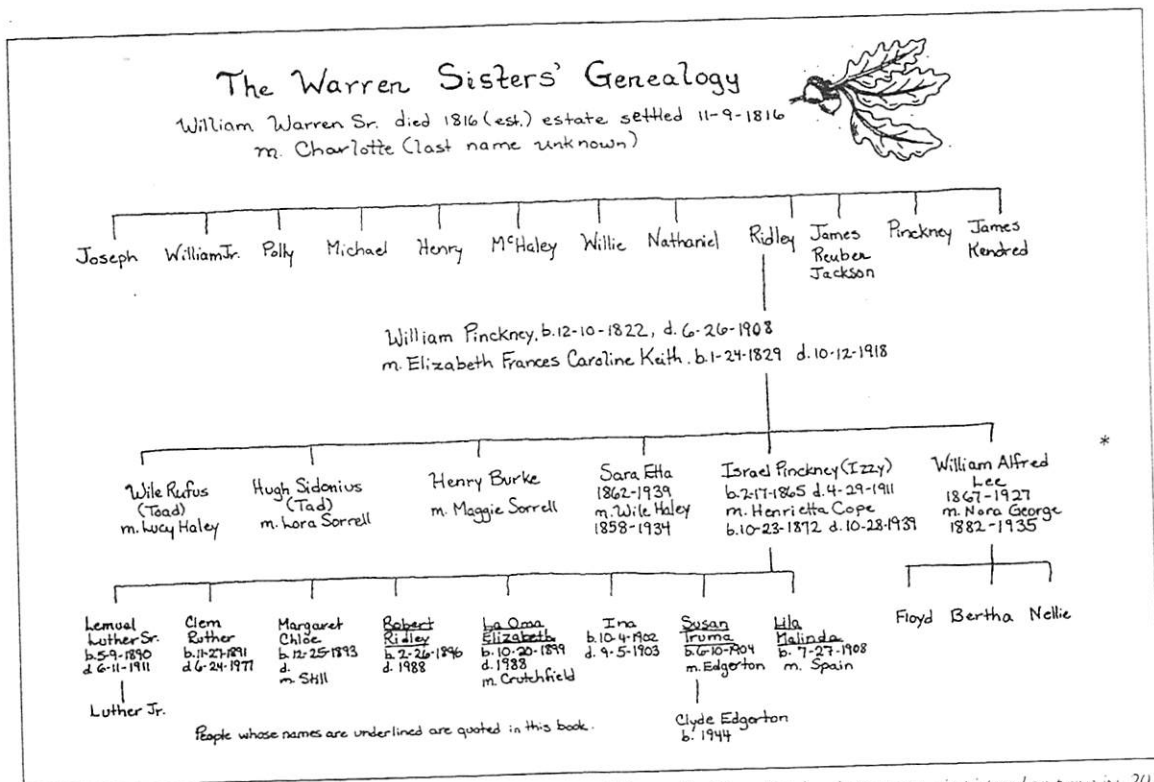 The Warren Sisters' Genealogy
William Warren Sr. died 1816 (est.) estate settled 11-9-1816
m. Charlotte (last name unknown)
Joseph
William Jr.
Polly
Michael
Henry
McHaley
Willie
Nathaniel
Ridley
James
Reuben
Jackson
Pinckney
James
Kendred
William Pinckney, b.12-10-1822, d. 6-26-1908
m. Elizabeth Frances Caroline Keith. b.1-24-1829 d.10-12-1918
*
Wile Rufus
(Toad)
m. Lucy Haley
Hugh Sidonius
(Tad)
m. Lora Sorrell
Henry Burke
m. Maggie Sorrell
Sara Etta
1862-1939
m. Wile Haley
1858-1934
Israel Pinckney (Izzy)
b.2-17-1865 d.4-29-1911
m. Henrietta Cope
b.10-23-1872 d.10-28-1939
William Alfred
Lee
1867-1927
m. Nora George
1882-1935
Lemuel
Luther Sr.
b.5-9-1890
d 6-11-1911
Luther Jr.
Clem
Ruther
b.11-27-1891
d 6-24-1977
Margaret
Chlöe
b.12-25-1893
d.
m. Still
Robert
Ridley
b. 2-26-1896
d. 1988
La Oma
Elizabeth
b. 10-20-1899
d. 1988
m. Crutchfield
Ina
b.10-4-1902
d. 9-5-1903
Susan
Truma
b.6-10-1904
m. Edgerton
Clyde Edgerton
b. 1944
Lila
Malinda
b. 7-27-1908
m. Spain
Floyd
Bertha
Nellie
People whose names are underlined are quoted in this book.